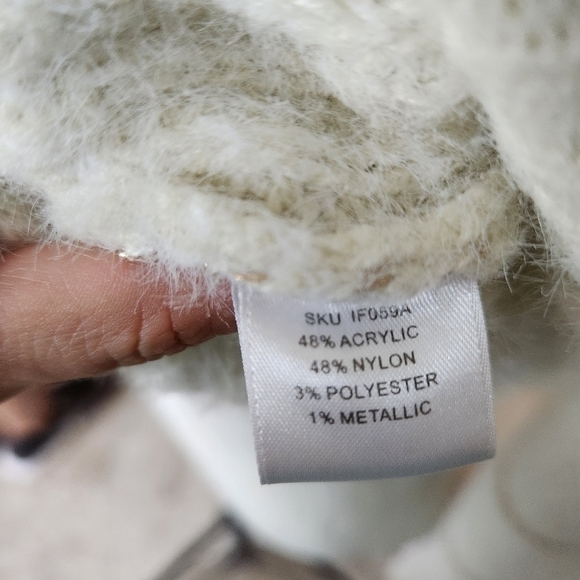 SKU IF059A
48% ACRYLIC
48% NYLON
3% POLYESTER
1% METALLIC